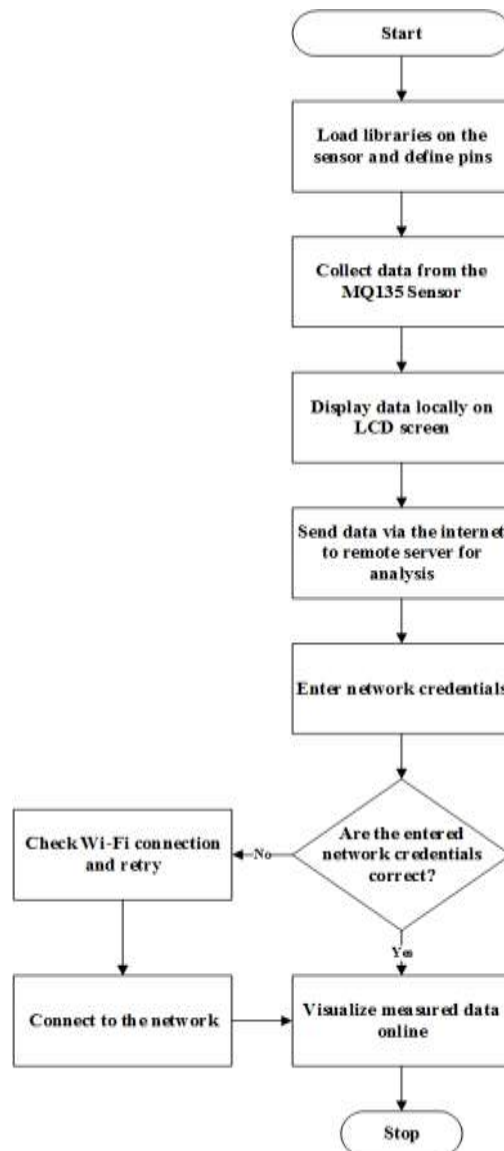 Start
Load libraries on the
sensor and define pins
Collect data from the
MQ135 Sensor
Display data locally on
LCD screen
Send data via the internet
to remote server for
analysis
Enter network credentials
Are the entered
network credentials
correct?
No
Check Wi-Fi connection
and retry
Yes
Connect to the network
Visualize measured data
online
Stop